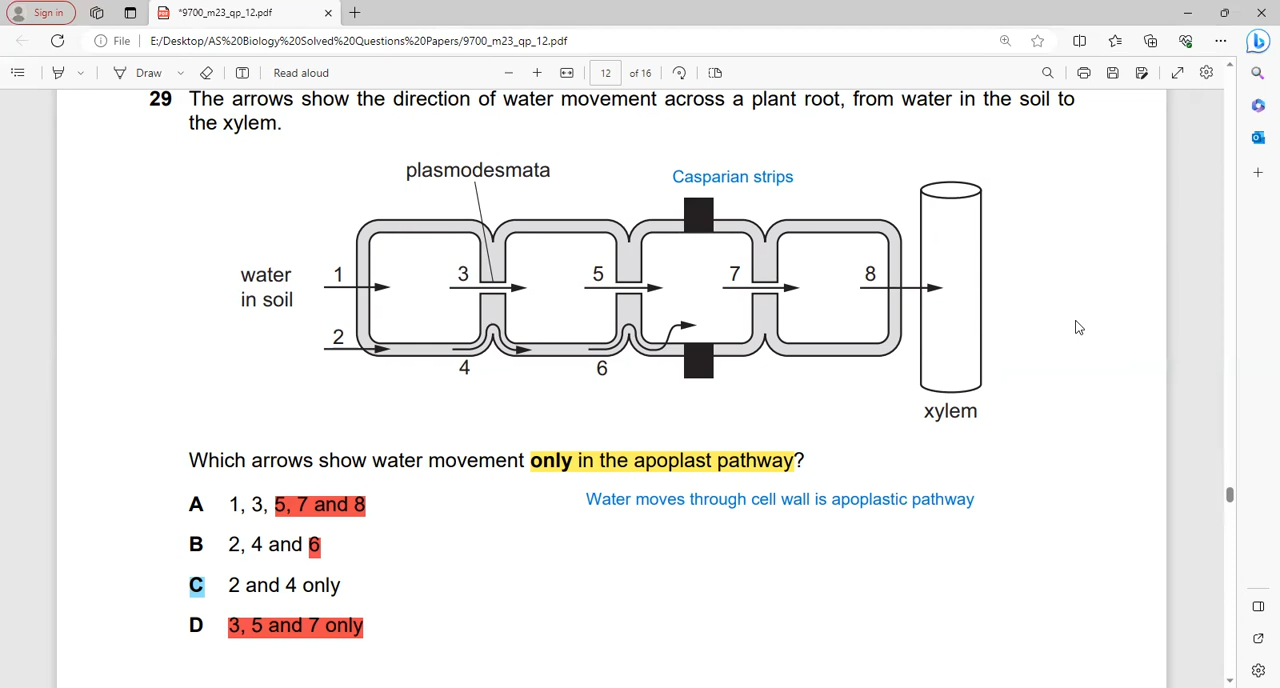 Sign in
*9700_m23_qp_12.pdf
File
E:/Desktop/AS%20Biology%20Solved%20Questions%20Papers/9700_m23_qp_12.pdf
Draw
Read aloud
12 of 16
29 The arrows show the direction of water movement across a plant root, from water in the soil to
the xylem.
plasmodesmata
Casparian strips
water
in soil
1
3
5
7
8
2
4
6
xylem
Which arrows show water movement only in the apoplast pathway?
A 1, 3, 5, 7 and 8
Water moves through cell wall is apoplastic pathway
B 2, 4 and 6
C 2 and 4 only
D 3, 5 and 7 only